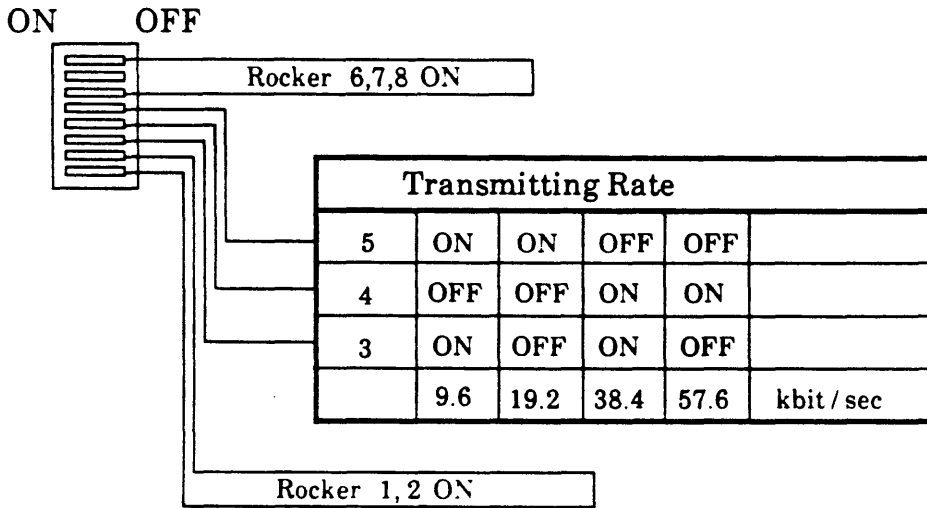 ON OFF
Rocker 6,7,8 ON
Transmitting Rate
5 ON ON OFF OFF
4 OFF OFF ON ON
3 ON OFF ON OFF
9.6 19.2 38.4 57.6 kbit / sec
Rocker 1, 2 ON